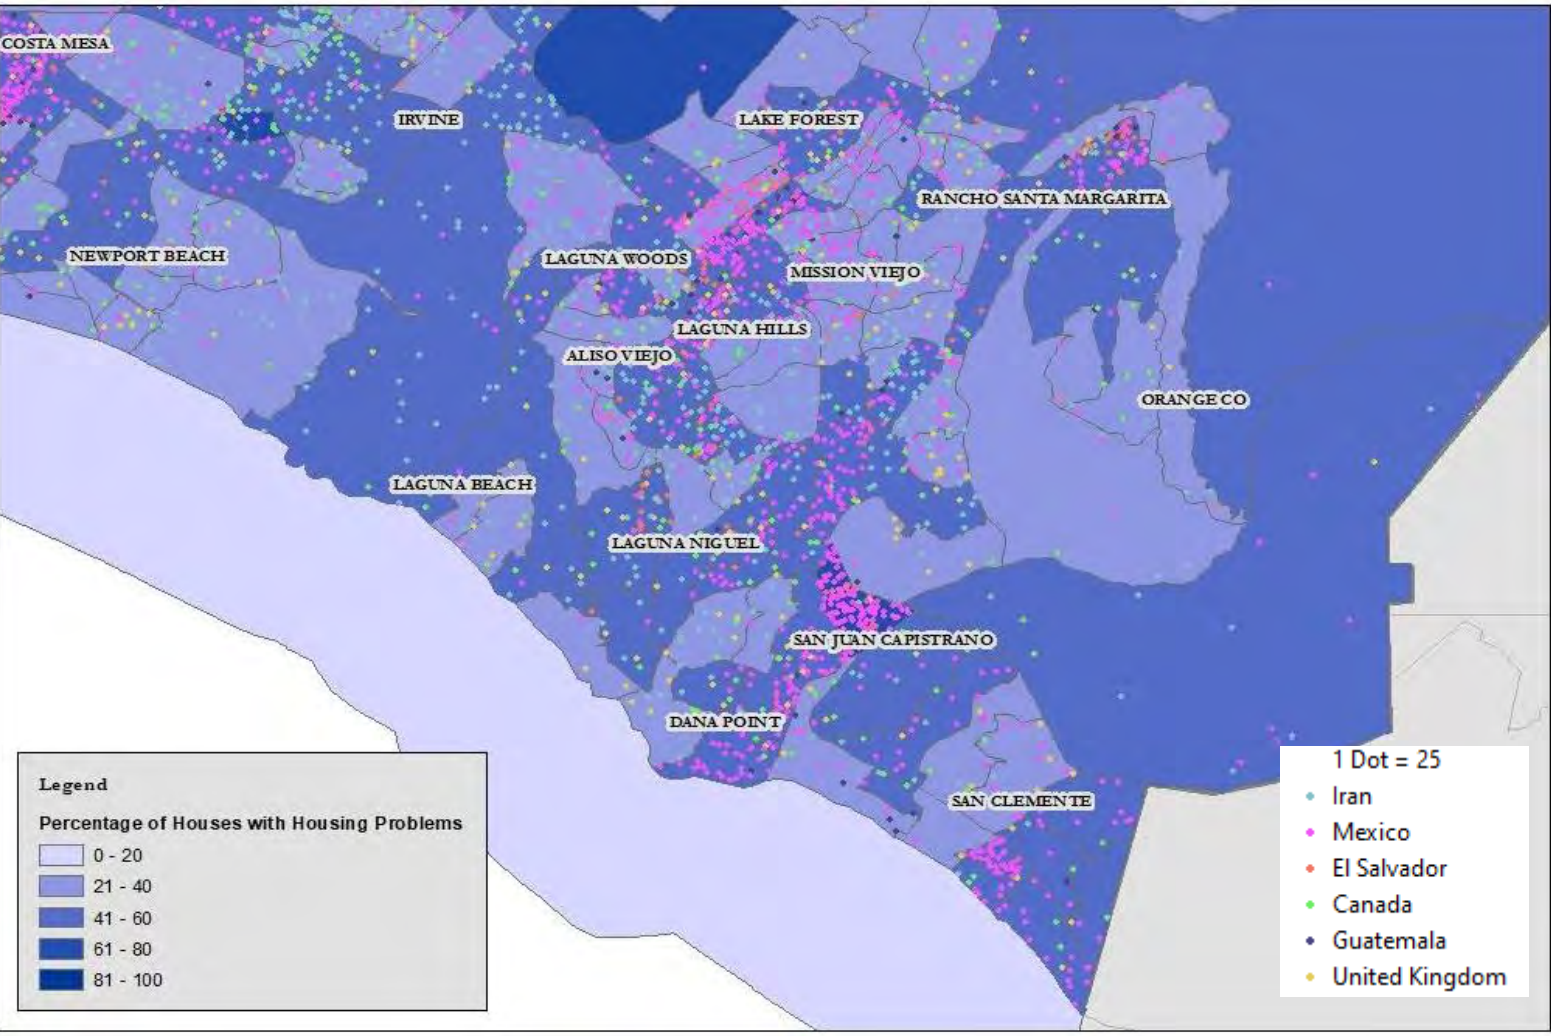 COSTA MESA
IRVINE
LAKE FOREST
RANCHO SANTA MARGARITA
NEWPORT BEACH
LAGUNA WOODS
MISSION VIEJO
LAGUNA HILLS
ALISO VIEJO
ORANGE CO
LAGUNA BEACH
LAGUNA NIGUEL
SAN JUAN CAPISTRANO
DANA POINT
SAN CLEMENTE
Legend
Percentage of Houses with Housing Problems
0 - 20
21 - 40
41 - 60
61 - 80
81 - 100
1 Dot = 25
Iran
Mexico
El Salvador
Canada
Guatemala
United Kingdom